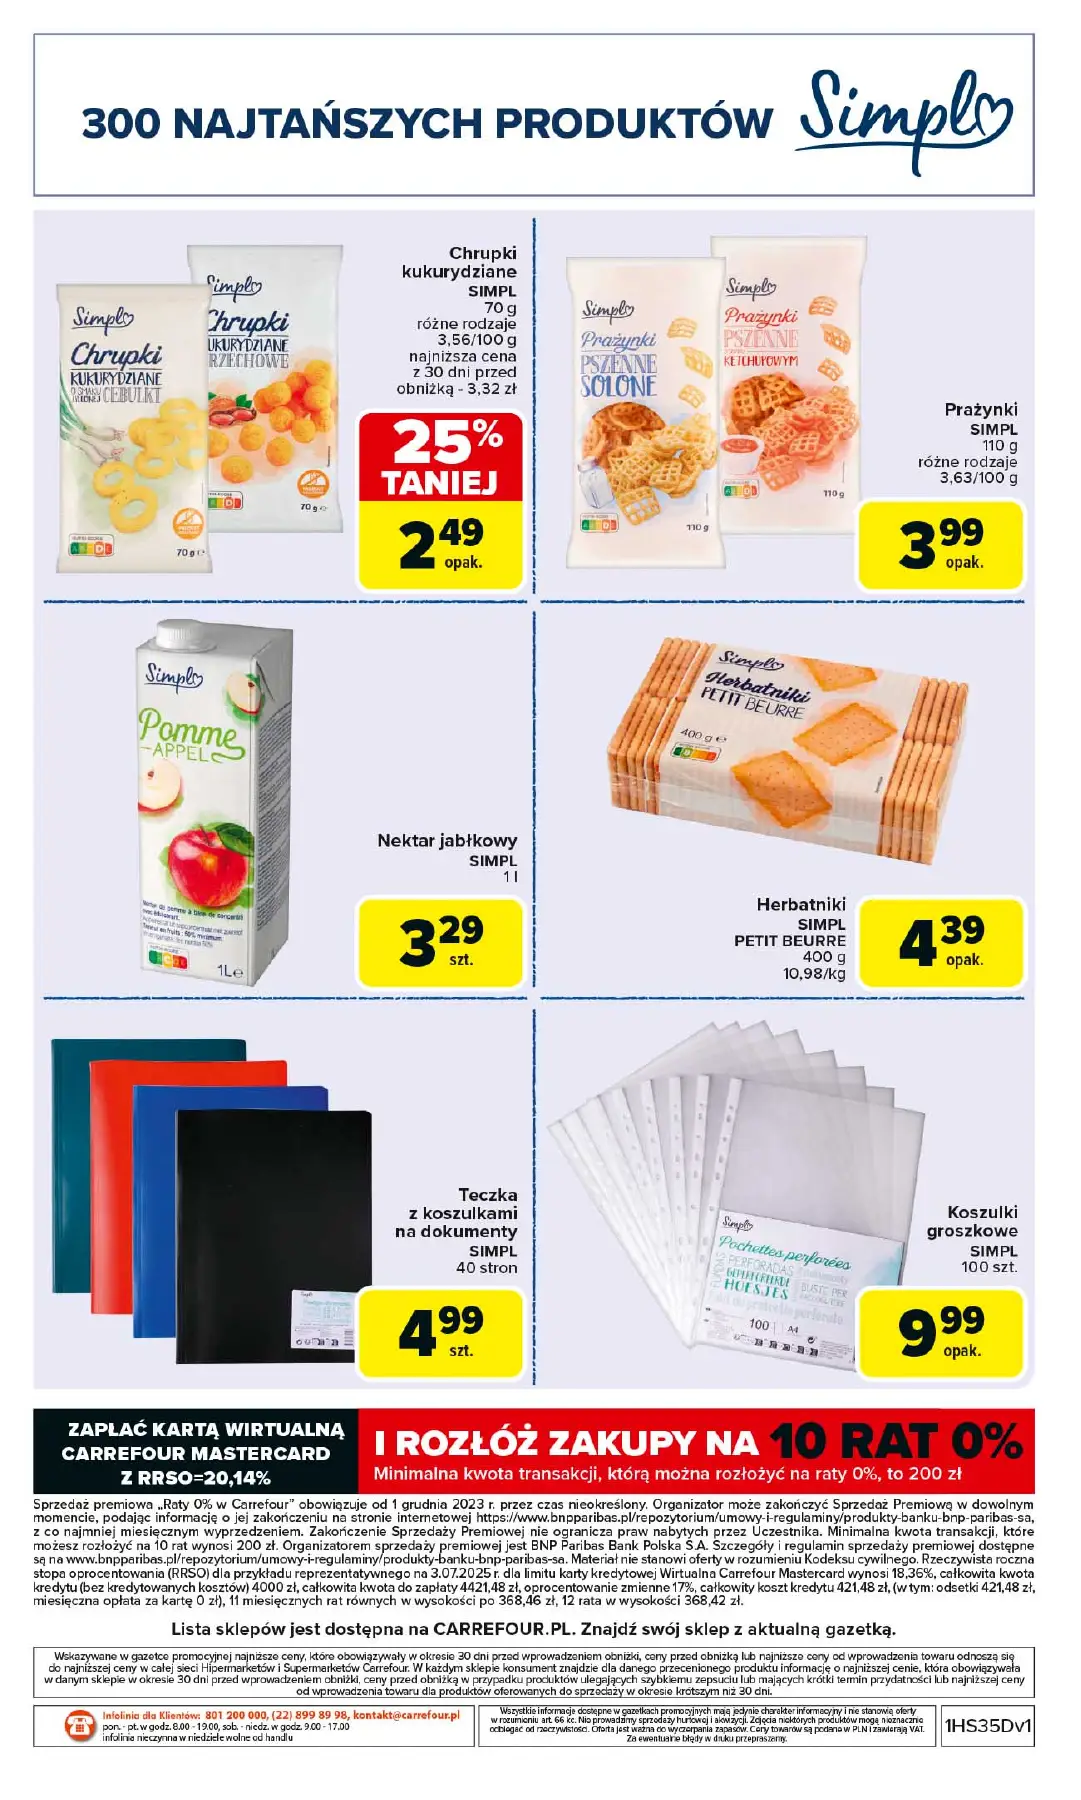 300 NAJTAŃSZYCH PRODUKTÓW Simpl
Chrupki
kukurydziane
SIMPL
70 g
różne rodzaje
3,56/100 g
najniższa cena
z 30 dni przed
obniżką - 3,32 zł
25%
TANIEJ
2 49
opak.
Simpl
Chrupki
KUKURYDZIANE
O SMAKU
ZIELONEJ CEBULKI
70 g e
Simpl
Chrupki
KUKURYDZIANE
ORZECHOWE
70 g e
Simpl
Prażynki
PSZENNE
SOLONE
110 g
Simpl
Prażynki
PSZENNE
KETCHUPOWYM
110 g
Prażynki
SIMPL
110 g
różne rodzaje
3,63/100 g
3 99
opak.
Simpl
Pomme
-APPEL
1L e
Nektar jabłkowy
SIMPL
1 l
3 29
szt.
Simpl
Herbatniki
PETIT BEURRE
400 g e
Herbatniki
SIMPL
PETIT BEURRE
400 g
10,98/kg
4 39
opak.
Teczka
z koszulkami
na dokumenty
SIMPL
40 stron
4 99
szt.
Simpl
Pochettes perforées
HUESJES
100 A4
Koszulki
groszkowe
SIMPL
100 szt.
9 99
opak.
ZAPŁAĆ KARTĄ WIRTUALNĄ
CARREFOUR MASTERCARD
Z RRSO=20,14%
I ROZŁÓŻ ZAKUPY NA 10 RAT 0%
Minimalna kwota transakcji, którą można rozłożyć na raty 0%, to 200 zł
Sprzedaż premiowa „Raty 0% w Carrefour” obowiązuje od 1 grudnia 2023 r. przez czas nieokreślony. Organizator może zakończyć Sprzedaż Premiową w dowolnym
momencie, podając informację o jej zakończeniu na stronie internetowej https://www.bnpparibas.pl/repozytorium/umowy-i-regulaminy/produkty-banku-bnp-paribas-sa,
z co najmniej miesięcznym wyprzedzeniem. Zakończenie Sprzedaży Premiowej nie ogranicza praw nabytych przez Uczestnika. Minimalna kwota transakcji, które
możesz rozłożyć na 10 rat wynosi 200 zł. Organizatorem sprzedaży premiowej jest BNP Paribas Bank Polska S.A. Szczegóły i regulamin sprzedaży premiowej dostępne
są na www.bnpparibas.pl/repozytorium/umowy-i-regulaminy/produkty-banku-bnp-paribas-sa. Materiał nie stanowi oferty w rozumieniu Kodeksu cywilnego. Rzeczywista roczna
stopa oprocentowania (RRSO) dla przykładu reprezentatywnego na 3.07.2025 r. dla limitu karty kredytowej Wirtualna Carrefour Mastercard wynosi 18,36%, całkowita kwota
kredytu (bez kredytowanych kosztów) 4000 zł, całkowita kwota do zapłaty 4421,48 zł, oprocentowanie zmienne 17%, całkowity koszt kredytu 421,48 zł, (w tym: odsetki 421,48 zł,
miesięczna opłata za kartę 0 zł), 11 miesięcznych rat równych w wysokości po 368,46 zł, 12 rata w wysokości 368,42 zł.
Lista sklepów jest dostępna na CARREFOUR.PL. Znajdź swój sklep z aktualną gazetką.
Wskazywane w gazetce promocyjnej najniższe ceny, które obowiązywały w okresie 30 dni przed wprowadzeniem obniżki, ceny przed obniżką lub najniższe ceny od wprowadzenia towaru odnoszą się
do najniższej ceny w całej sieci Hipermarketów i Supermarketów Carrefour. W każdym sklepie konsument znajdzie dla danego przecenionego produktu informację o najniższej cenie, która obowiązywała
w danym sklepie w okresie 30 dni przed wprowadzeniem obniżki, ceny przed obniżką w przypadku produktów ulegających szybkiemu zepsuciu lub mających krótki termin przydatności lub najniższej ceny
od wprowadzenia towaru dla produktów oferowanych do sprzedaży w okresie krótszym niż 30 dni.
Infolinia dla Klientów: 801 200 000, (22) 899 89 98, kontakt@carrefour.pl
pon. - pt. w godz. 8.00 - 19.00, sob. - niedz. w godz. 9.00 - 17.00
infolinia nieczynna w niedziele wolne od handlu
Wszystkie informacje dostępne w gazetkach promocyjnych mają jedynie charakter informacyjny i nie stanowią oferty
w rozumieniu art. 66 kc. Nie prowadzimy sprzedaży hurtowej i akwizycji. Zdjęcia niektórych produktów mogą nieznacznie
odbiegać od rzeczywistości. Oferta jest ważna do wyczerpania zapasów. Ceny towarów są podane w PLN i zawierają VAT.
Za ewentualne błędy w druku przepraszamy.
1HS35Dv1